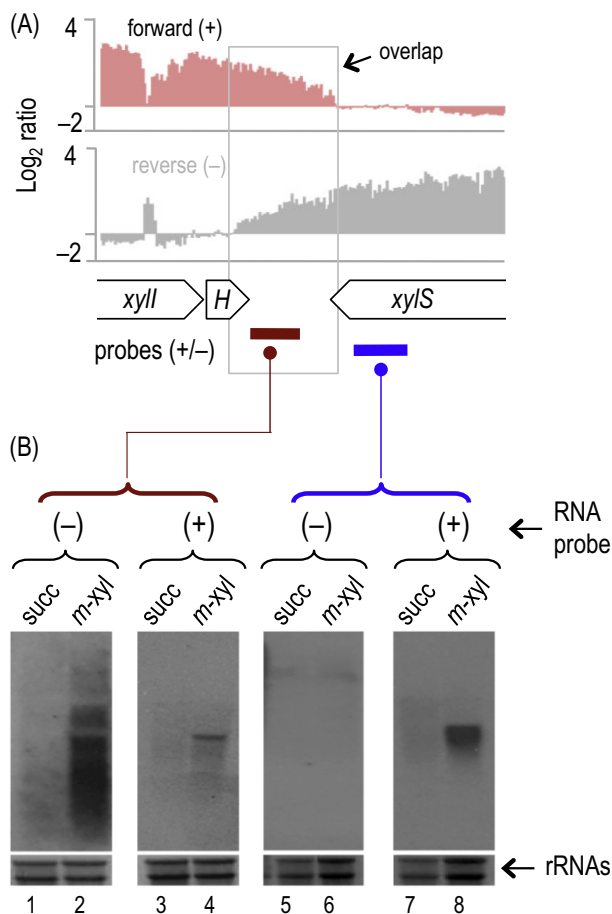 (A)
4
forward (+)
overlap
−2
Log2 ratio
4
reverse (−)
−2
xylI
H
xylS
probes (+/−)
(B)
(−) (+) (−) (+)
RNA probe
succ m-xyl succ m-xyl succ m-xyl succ m-xyl
rRNAs
1 2 3 4 5 6 7 8